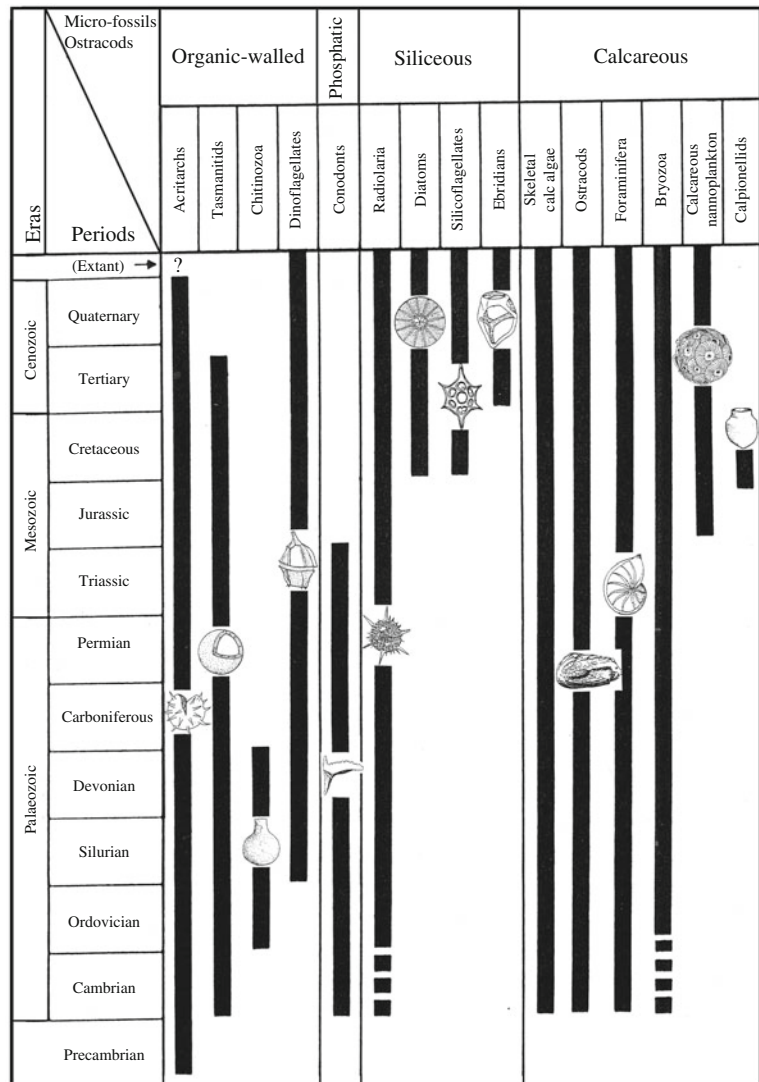 Micro-fossils
Ostracods
Organic-walled
Phosphatic
Siliceous
Calcareous
Eras
Periods
Acritarchs
Tasmanitids
Chitinozoa
Dinoflagellates
Conodonts
Radiolaria
Diatoms
Silicoflagellates
Ebridians
Skeletal
calc algae
Ostracods
Foraminifera
Bryozoa
Calcareous
nannoplankton
Calpionellids
(Extant) →
?
Cenozoic
Quaternary
Tertiary
Mesozoic
Cretaceous
Jurassic
Triassic
Palaeozoic
Permian
Carboniferous
Devonian
Silurian
Ordovician
Cambrian
Precambrian